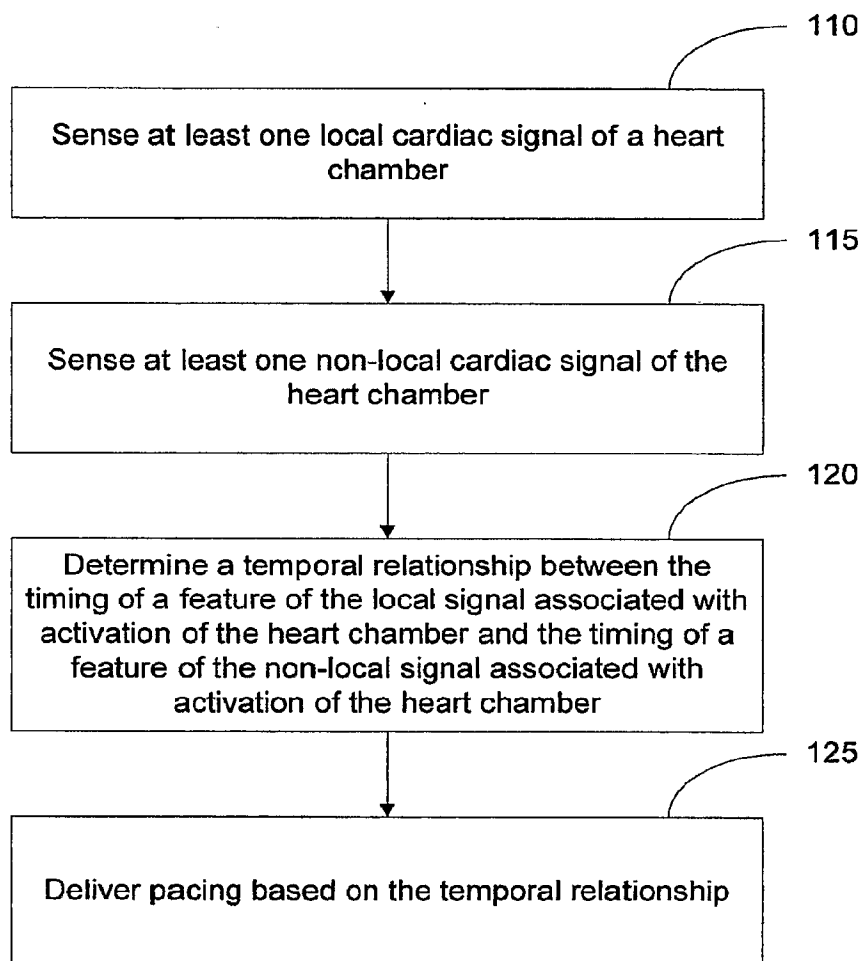 110
Sense at least one local cardiac signal of a heart
chamber
115
Sense at least one non-local cardiac signal of the
heart chamber
120
Determine a temporal relationship between the
timing of a feature of the local signal associated with
activation of the heart chamber and the timing of a
feature of the non-local signal associated with
activation of the heart chamber
125
Deliver pacing based on the temporal relationship